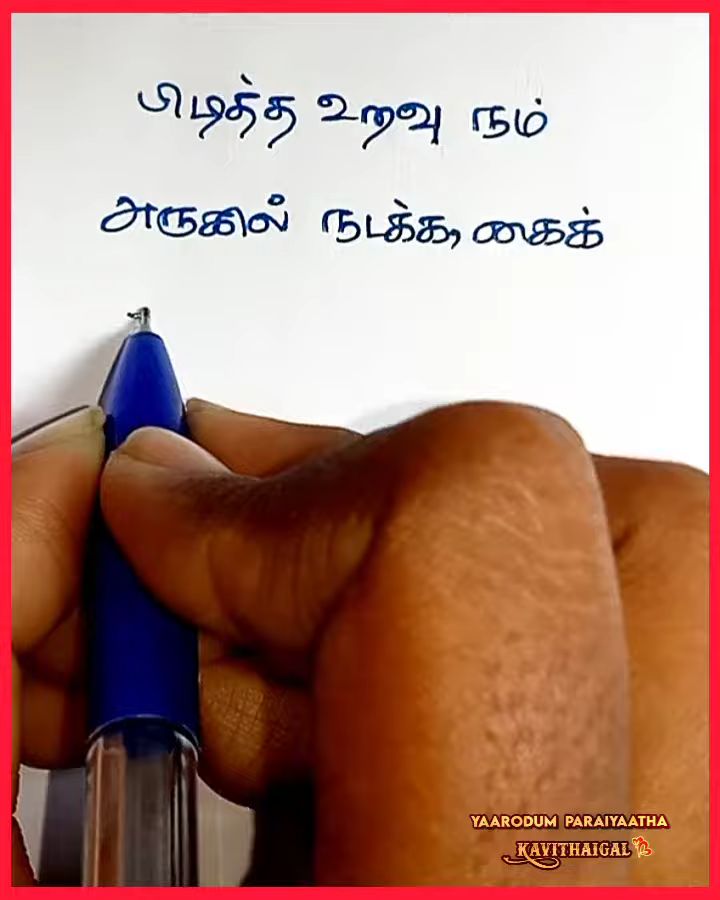 பிடித்த உறவு நம்
அருகில் நடக்க, கைக்
YAARODUM PARAIYAATHA
KAVITHAIGAL